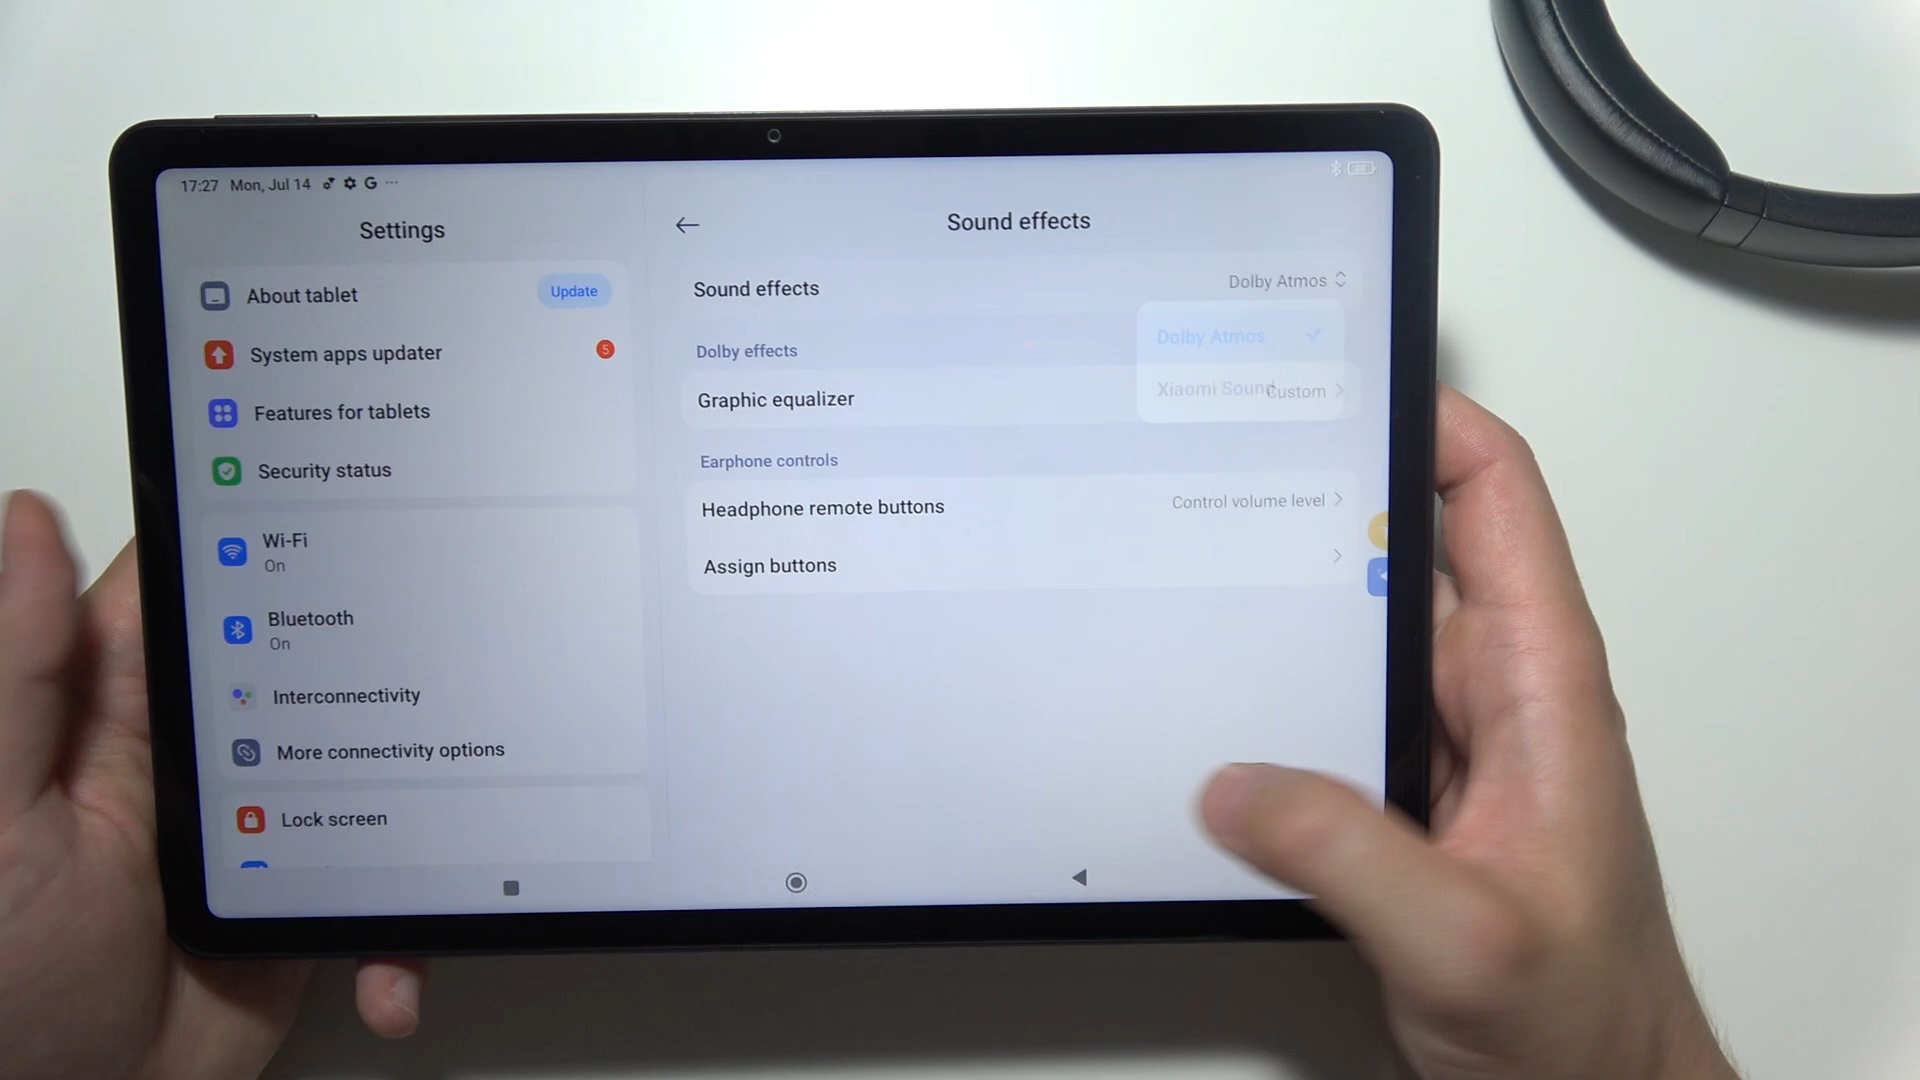 17:27 Mon, Jul 14 G ...
Settings
About tablet
Update
System apps updater
5
Features for tablets
Security status
Wi-Fi
On
Bluetooth
On
Interconnectivity
More connectivity options
Lock screen
Sound effects
Sound effects
Dolby Atmos
Dolby Atmos
Xiaomi Sound
Dolby effects
Graphic equalizer
Custom
Earphone controls
Headphone remote buttons
Control volume level
Assign buttons